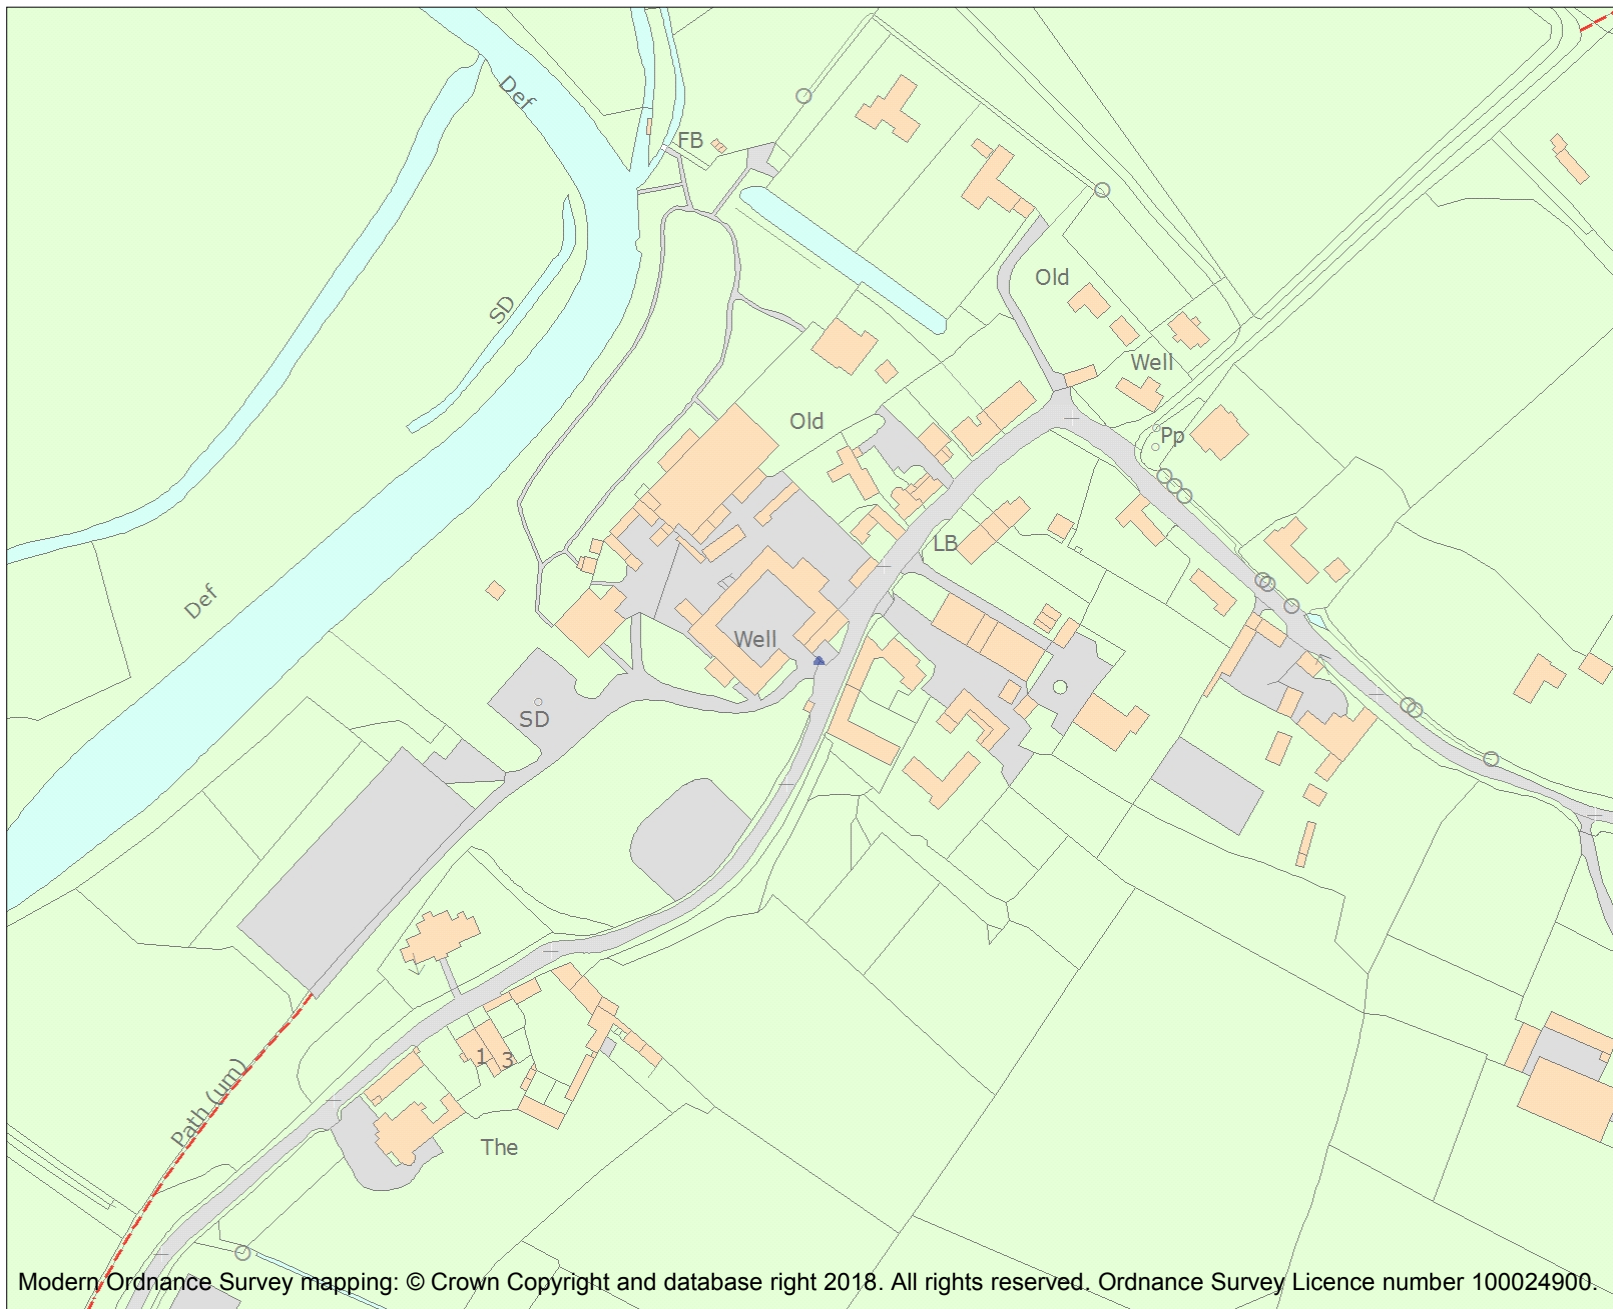 Def
FB
Old
SD
Well
Old
Pp
LB
Def
Well
SD
1
3
Path (um)
The
Modern Ordnance Survey mapping: © Crown Copyright and database right 2018. All rights reserved. Ordnance Survey Licence number 100024900.